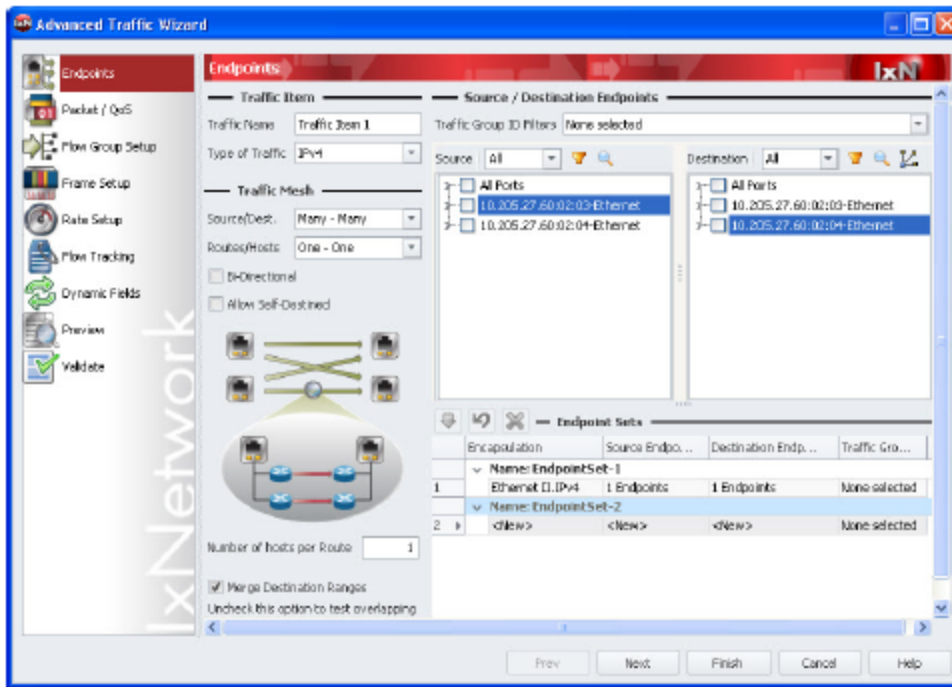 Advanced Traffic Wizard
Endpoints
Packet / QoS
Flow Group Setup
Frame Setup
Rate Setup
Flow Tracking
Dynamic Fields
Preview
Validate
IxNetwork
Endpoints
IxN
Traffic Item
Traffic Name Traffic Item 1
Type of Traffic IPv4
Traffic Mesh
Source/Dest. Many - Many
Routes/Hosts One - One
Bi-Directional
Allow Self-Destined
Number of hosts per Route 1
Merge Destination Ranges
Uncheck this option to test overlapping
Source / Destination Endpoints
Traffic Group ID Filters None selected
Source All
All Ports
10.205.27.60:02:03-Ethernet
10.205.27.60:02:04-Ethernet
Destination All
All Ports
10.205.27.60:02:03-Ethernet
10.205.27.60:02:04-Ethernet
Endpoint Sets
Encapsulation Source Endpo... Destination Endp... Traffic Gro...
Name: EndpointSet-1
1 Ethernet II.IPv4 1 Endpoints 1 Endpoints None selected
Name: EndpointSet-2
2 <New> <New> <New> None selected
Prev Next Finish Cancel Help